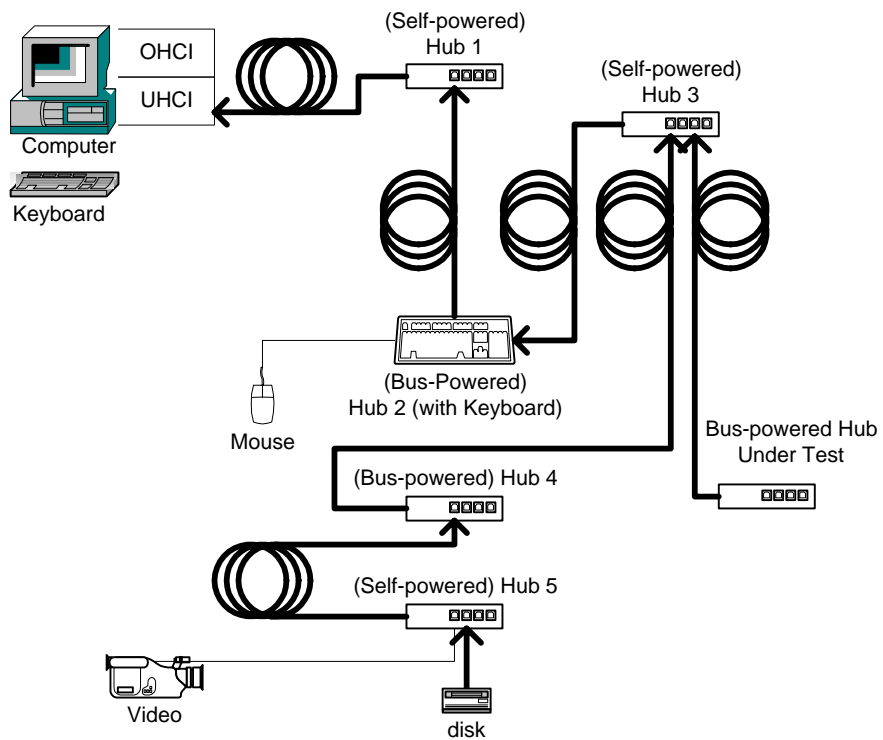 (Self-powered)
Hub 1
OHCI
UHCI
(Self-powered)
Hub 3
Computer
Keyboard
(Bus-Powered)
Hub 2 (with Keyboard)
Mouse
Bus-powered Hub
Under Test
(Bus-powered) Hub 4
(Self-powered) Hub 5
Video
disk